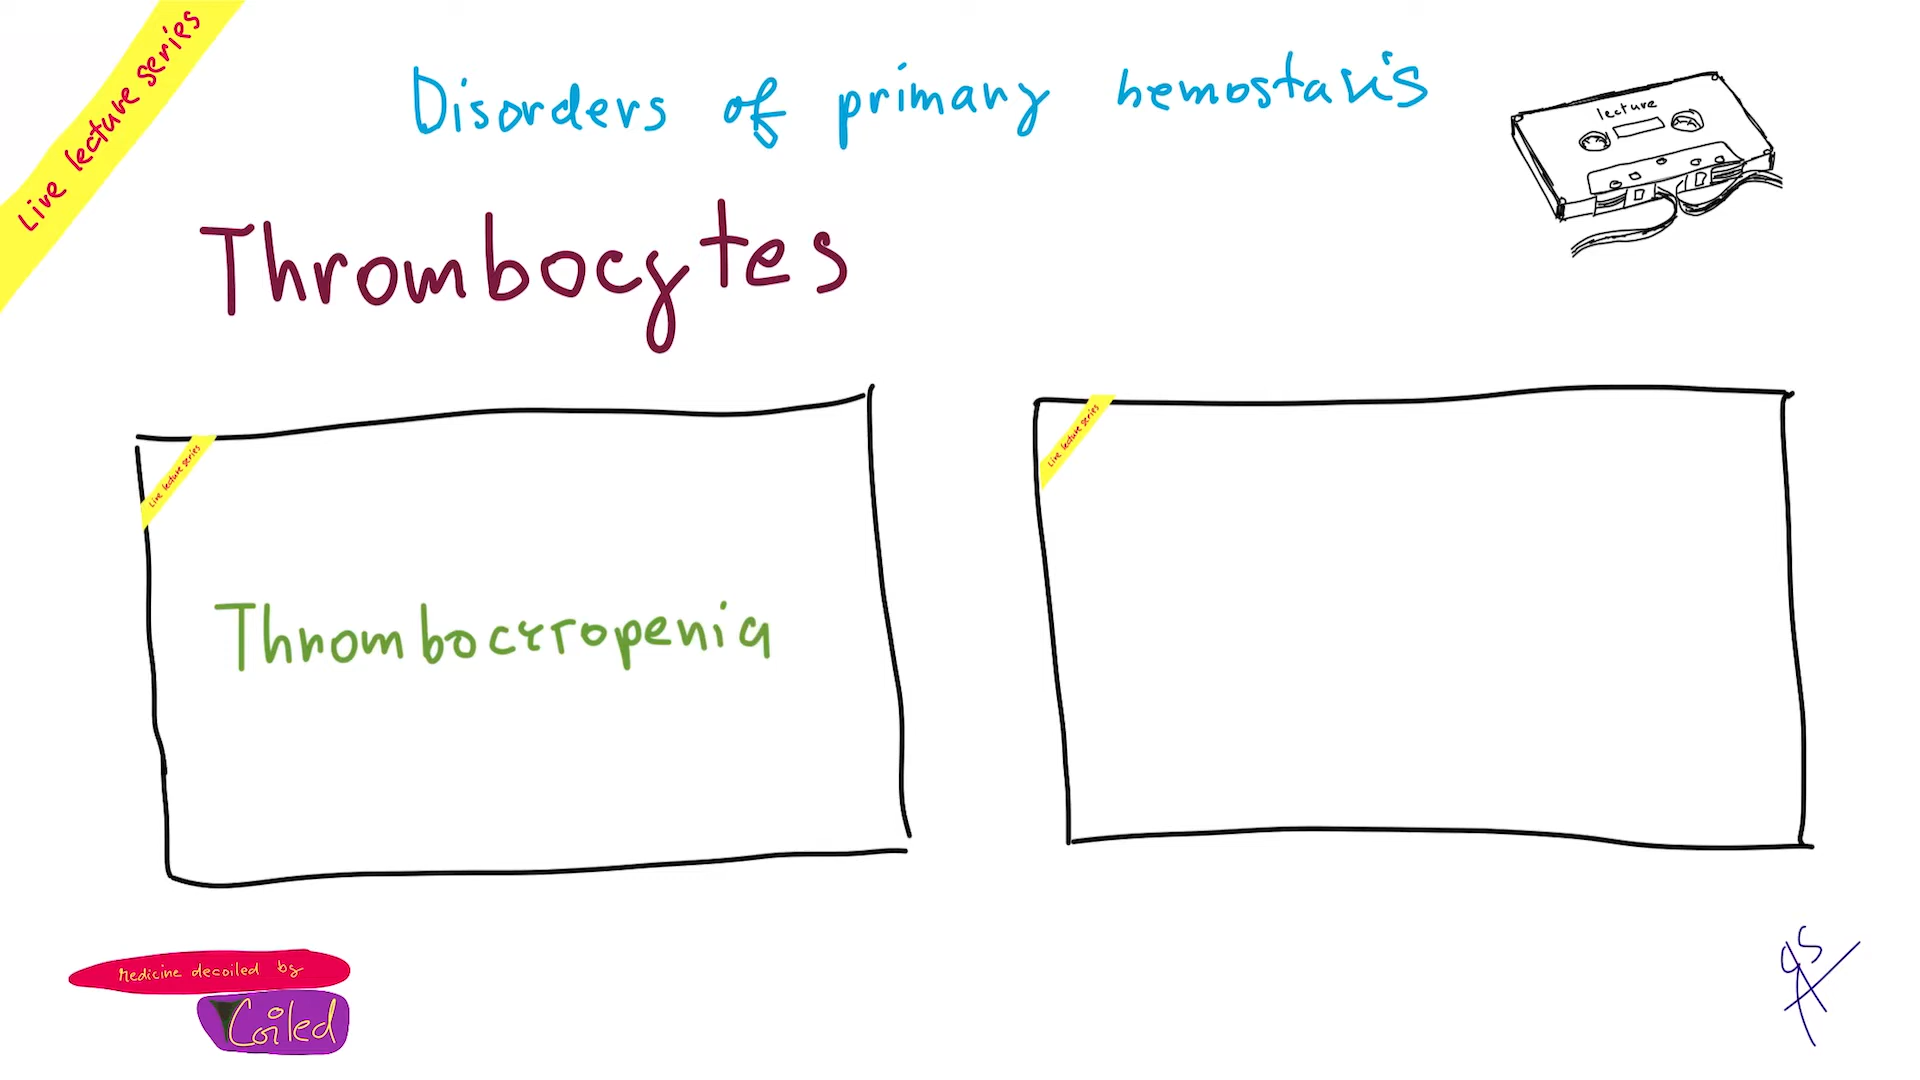 Live lecture series
Disorders of primary hemostasis
lecture
Thrombocytes
Live lecture series
Live lecture series
Thrombocytopenia
Medicine decoiled by
Coiled